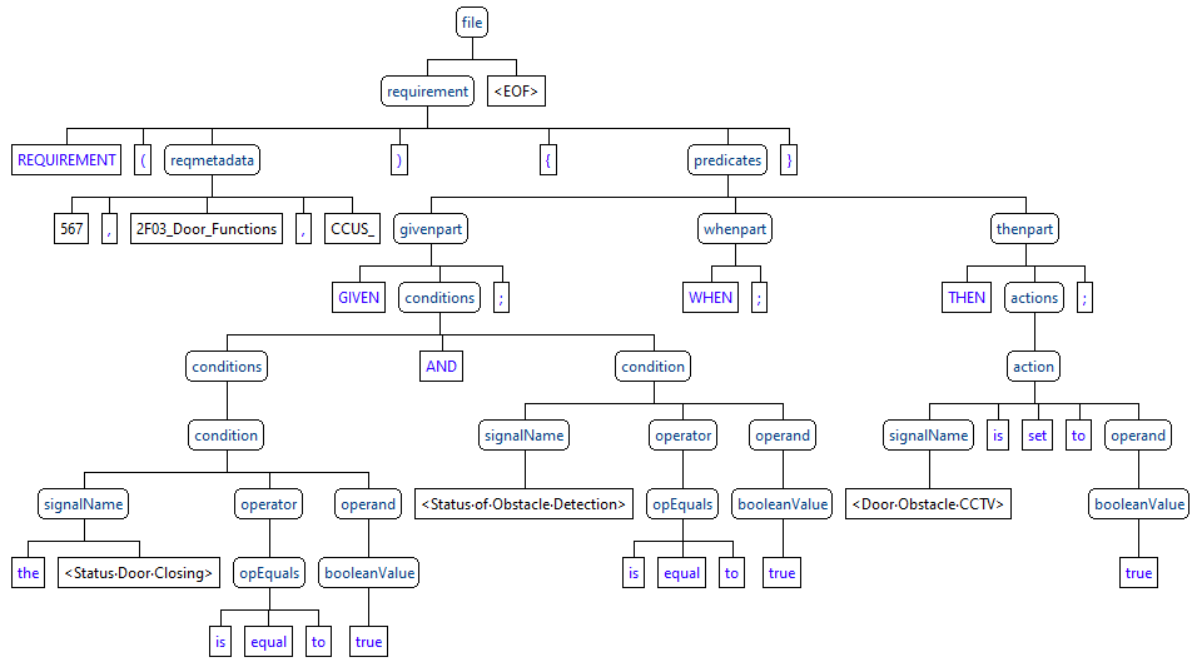 file
requirement <EOF>
REQUIREMENT ( reqmetadata ) { predicates }
567 , 2F03_Door_Functions , CCUS_ givenpart whenpart thenpart
GIVEN conditions ; WHEN ; THEN actions ;
conditions AND condition action
condition signalName operator operand signalName is set to operand
signalName operator operand <Status·of·Obstacle·Detection> opEquals booleanValue <Door·Obstacle·CCTV> booleanValue
the <Status·Door·Closing> opEquals booleanValue is equal to true true
is equal to true